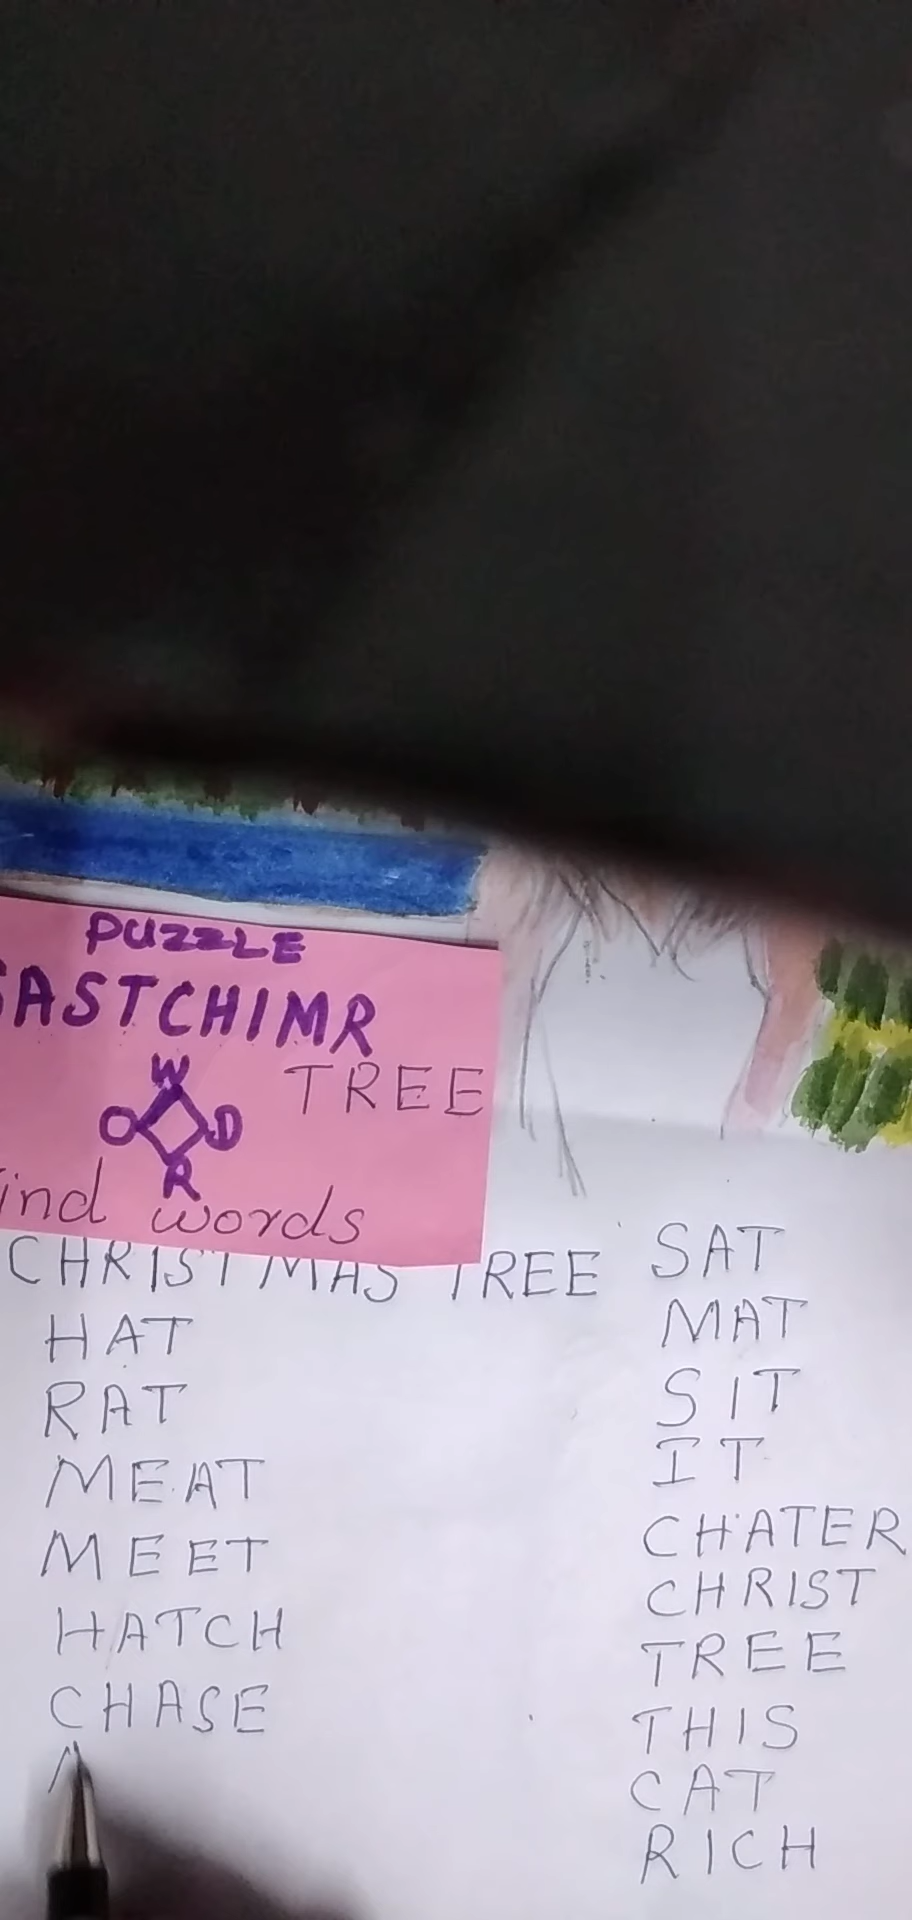 PUZZLE
SASTCHIMR
TREE
W
O D
R
ind words
CHRISTMAS TREE
HAT
RAT
MEAT
MEET
HATCH
CHASE
SAT
MAT
SIT
IT
CHATER
CHRIST
TREE
THIS
CAT
RICH